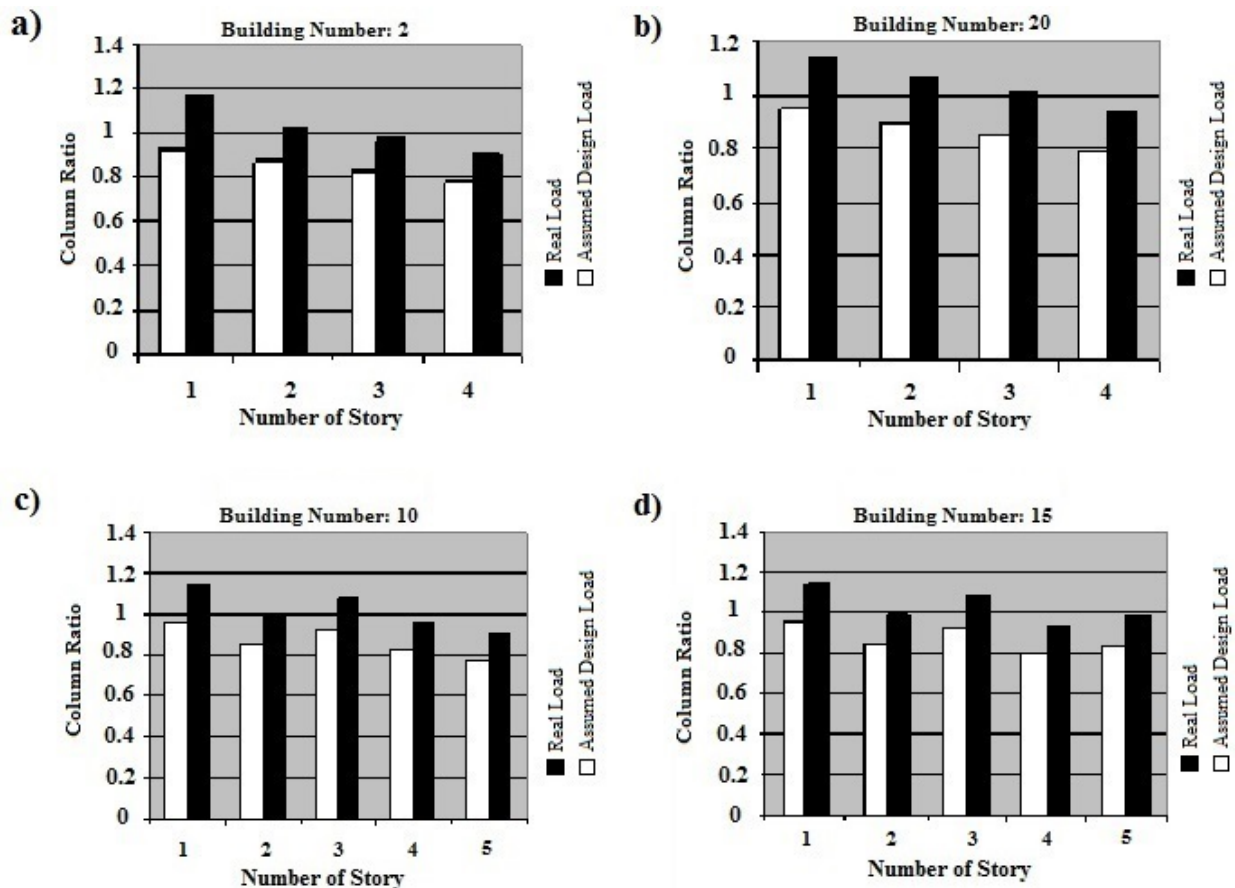 a)
Building Number: 2
1.4
1.2
1
0.8
0.6
0.4
0.2
0
Column Ratio
1 2 3 4
Number of Story
Real Load
Assumed Design Load
b)
Building Number: 20
1.2
1
0.8
0.6
0.4
0.2
0
Column Ratio
1 2 3 4
Number of Story
Real Load
Assumed Design Load
c)
Building Number: 10
1.4
1.2
1
0.8
0.6
0.4
0.2
0
Column Ratio
1 2 3 4 5
Number of Story
Real Load
Assumed Design Load
d)
Building Number: 15
1.4
1.2
1
0.8
0.6
0.4
0.2
0
Column Ratio
1 2 3 4 5
Number of Story
Real Load
Assumed Design Load